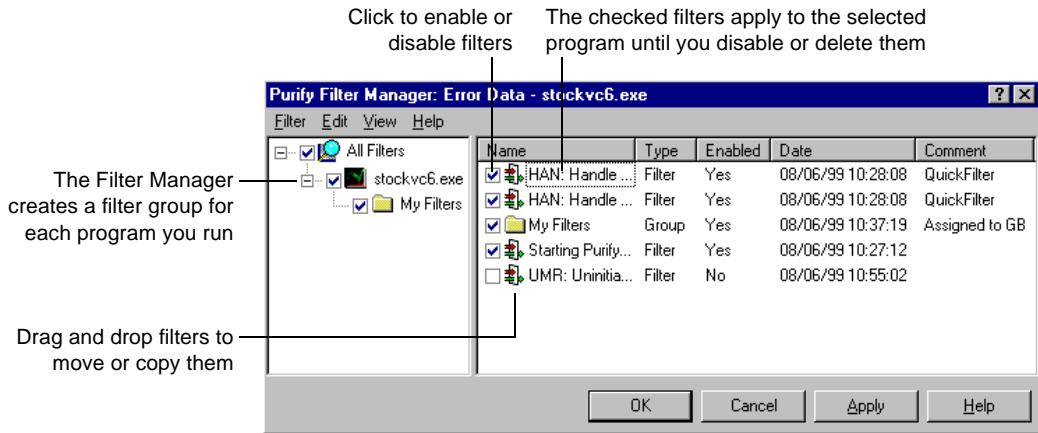 Click to enable or
disable filters
The checked filters apply to the selected
program until you disable or delete them
Purify Filter Manager: Error Data - stockvc6.exe
Filter Edit View Help
All Filters
stockvc6.exe
My Filters
Name Type Enabled Date Comment
HAN: Handle ... Filter Yes 08/06/99 10:28:08 QuickFilter
HAN: Handle ... Filter Yes 08/06/99 10:28:08 QuickFilter
My Filters Group Yes 08/06/99 10:37:19 Assigned to GB
Starting Purify... Filter Yes 08/06/99 10:27:12
UMR: Uninitia... Filter No 08/06/99 10:55:02
The Filter Manager
creates a filter group for
each program you run
Drag and drop filters to
move or copy them
OK Cancel Apply Help